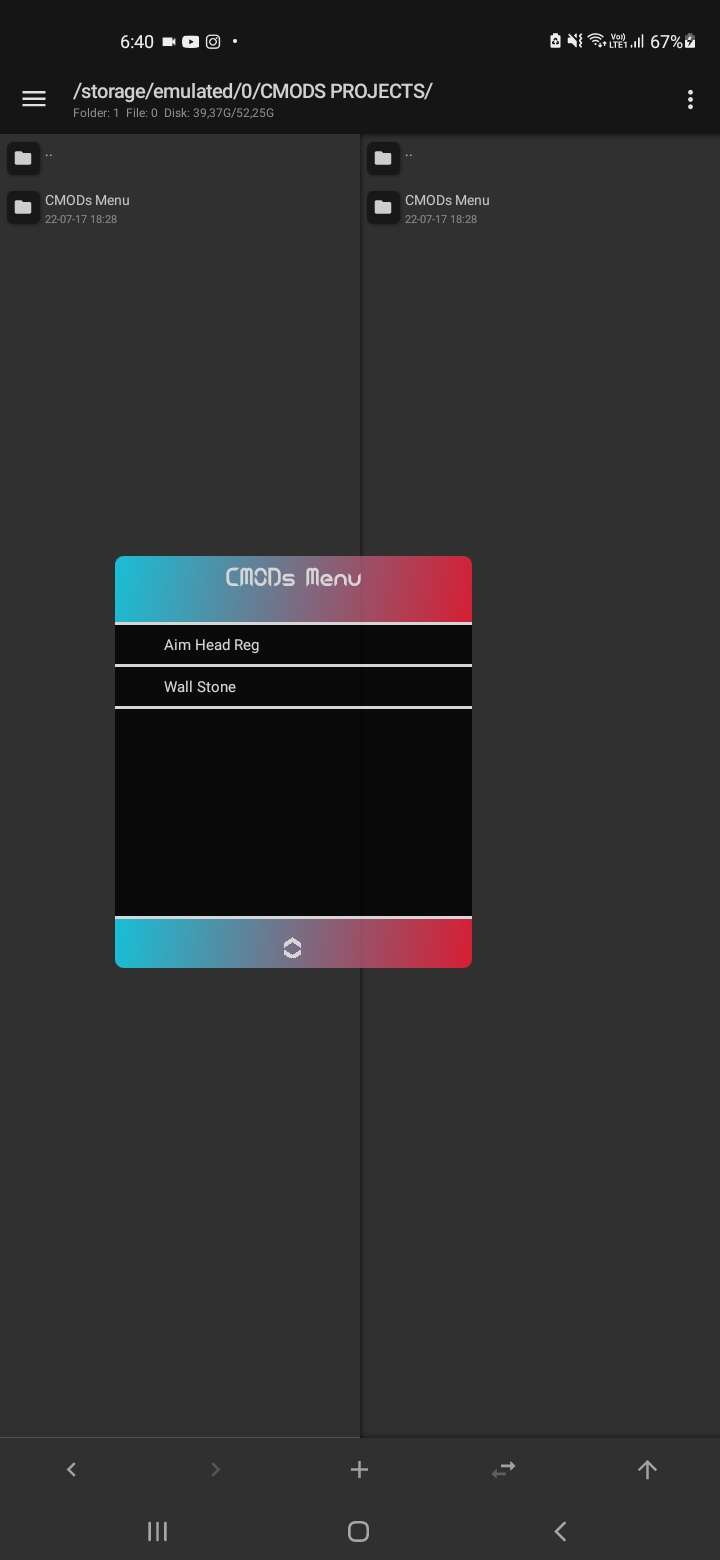 6:40
Vo)) LTE1 67%
/storage/emulated/0/CMODS PROJECTS/
Folder: 1 File: 0 Disk: 39,37G/52,25G
..
..
CMODs Menu
CMODs Menu
22-07-17 18:28
22-07-17 18:28
CMODs Menu
Aim Head Reg
Wall Stone